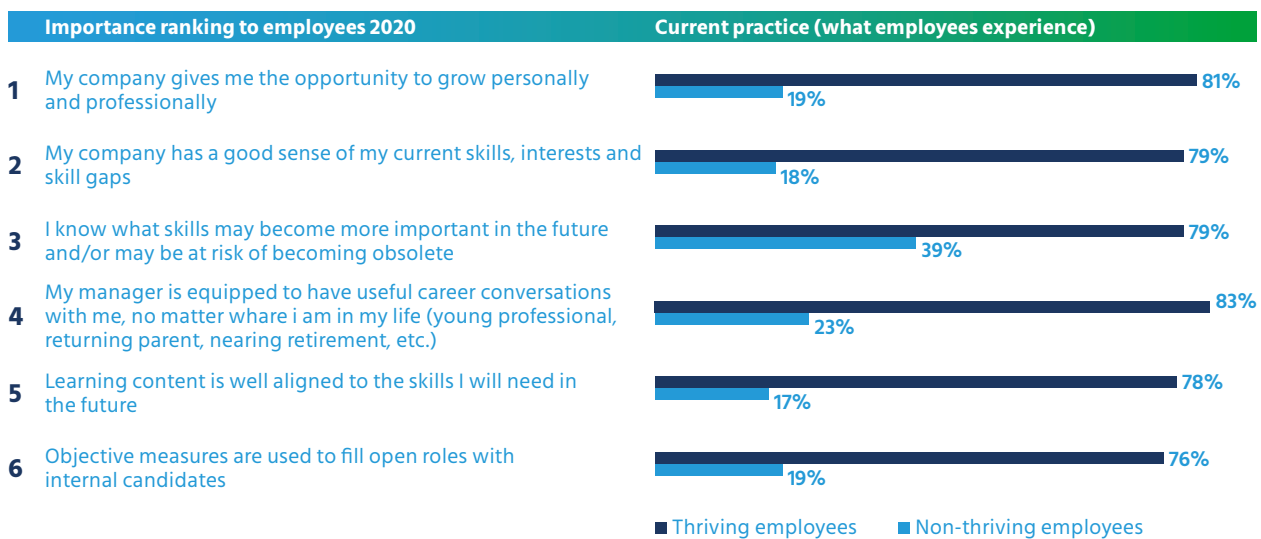 Importance ranking to employees 2020
Current practice (what employees experience)
1
My company gives me the opportunity to grow personally
and professionally
81%
19%
2
My company has a good sense of my current skills, interests and
skill gaps
79%
18%
3
I know what skills may become more important in the future
and/or may be at risk of becoming obsolete
79%
39%
4
My manager is equipped to have useful career conversations
with me, no matter whare i am in my life (young professional,
returning parent, nearing retirement, etc.)
83%
23%
5
Learning content is well aligned to the skills I will need in
the future
78%
17%
6
Objective measures are used to fill open roles with
internal candidates
76%
19%
Thriving employees
Non-thriving employees